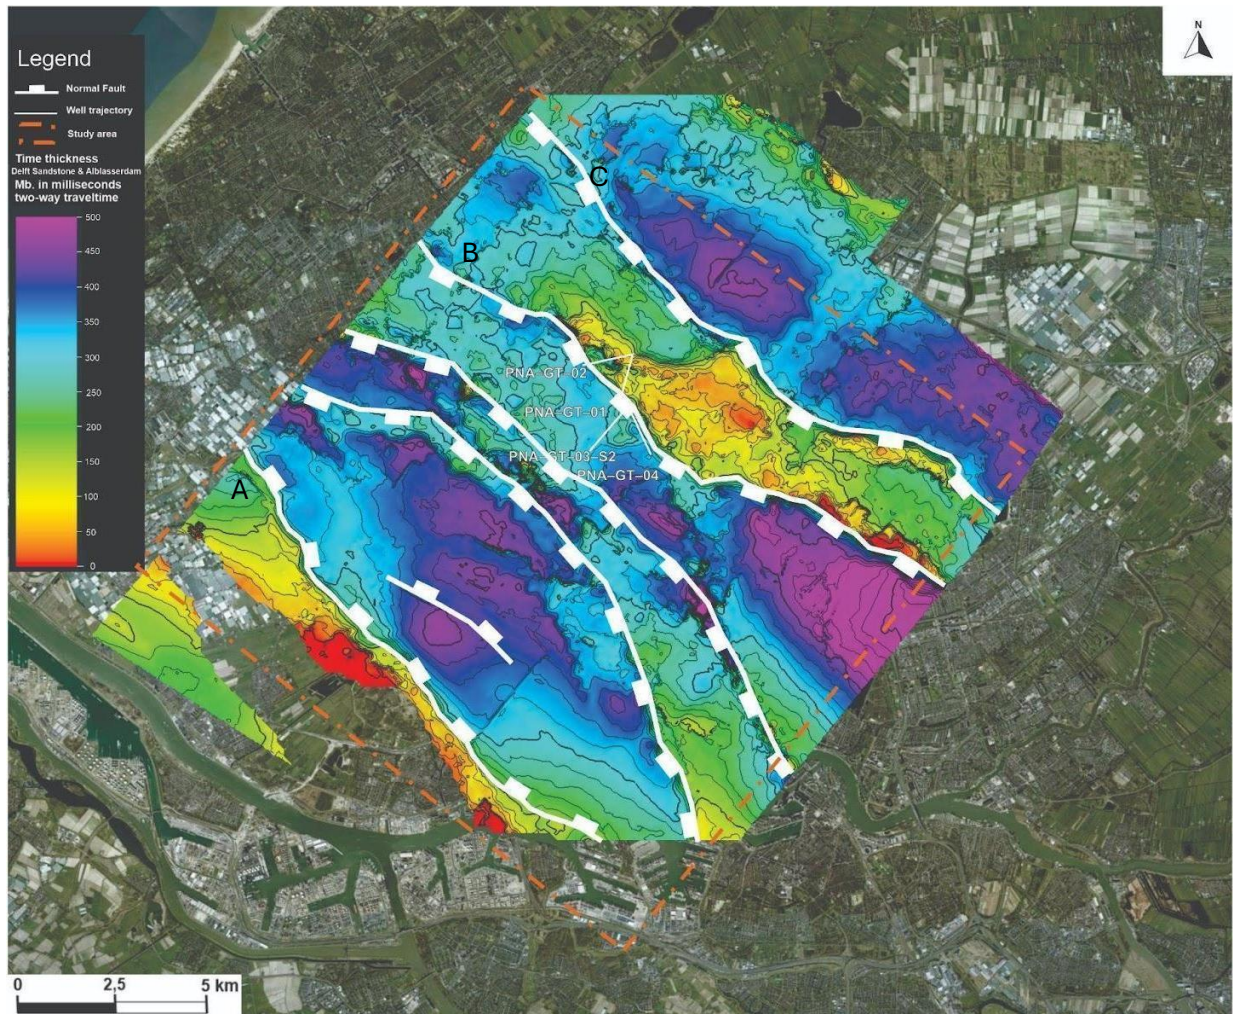 N
Legend
Normal Fault
Well trajectory
Study area
Time thickness
Delft Sandstone & Alblasserdam
Mb. in milliseconds
two-way traveltime
500
450
400
350
300
250
200
150
100
50
0
C
B
A
PNA-GT-02
PNA-GT-01
PNA-GT-03-S2
PNA-GT-04
0 2,5 5 km